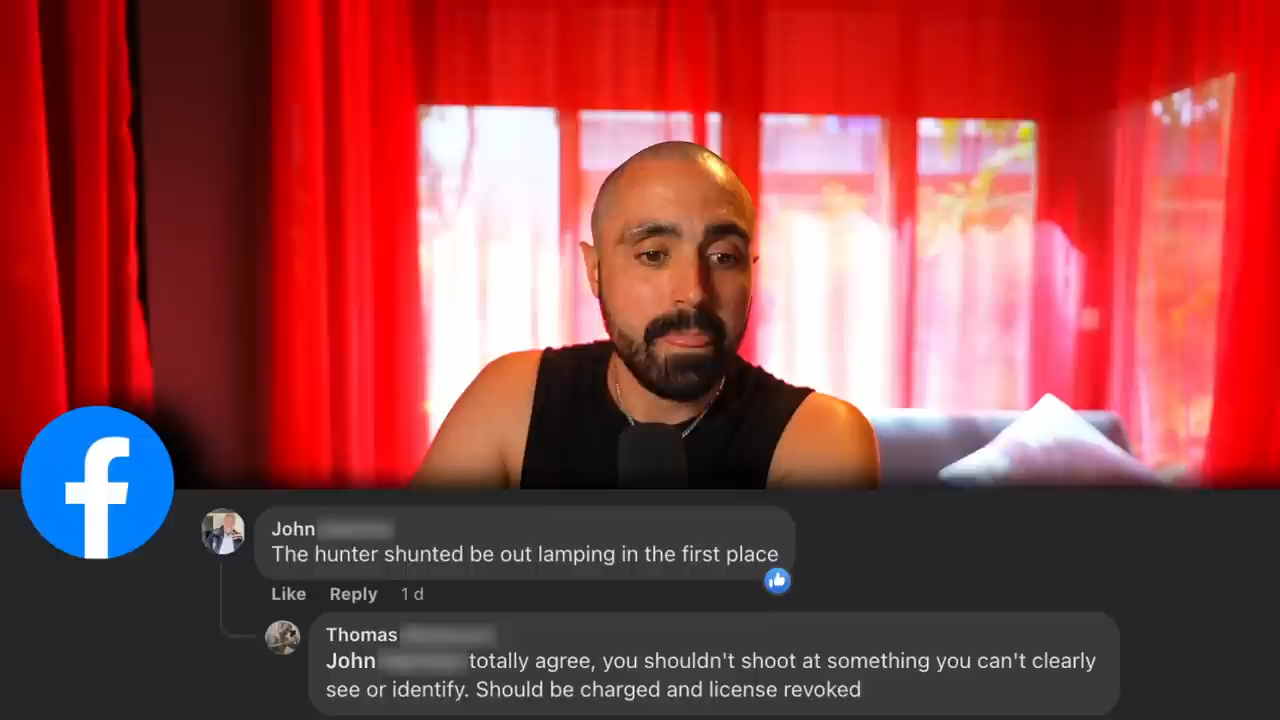 John
The hunter shunted be out lamping in the first place
Like Reply 1 d
Thomas
John totally agree, you shouldn't shoot at something you can't clearly
see or identify. Should be charged and license revoked